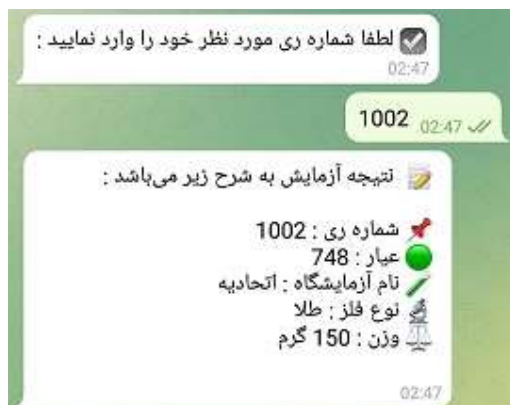 ☑️ لطفا شماره ری مورد نظر خود را وارد نمایید :
02:47
1002
02:47
📝 نتیجه آزمایش به شرح زیر می‌باشد :
📌 شماره ری : 1002
🟢 عیار : 748
🧪 نام آزمایشگاه : اتحادیه
🔬 نوع فلز : طلا
⚖️ وزن : 150 گرم
02:47